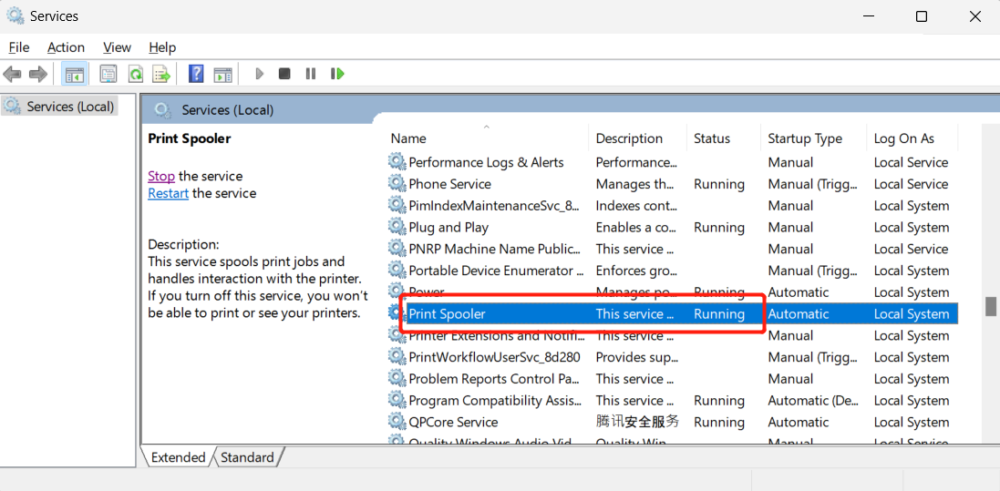 Services
File Action View Help
Services (Local)
Services (Local)
Print Spooler
Stop the service
Restart the service
Description:
This service spools print jobs and
handles interaction with the printer.
If you turn off this service, you won't
be able to print or see your printers.
Name Description Status Startup Type Log On As
Performance Logs & Alerts Performance... Manual Local Service
Phone Service Manages th... Running Manual (Trigg... Local Service
PimIndexMaintenanceSvc_8... Indexes cont... Manual Local System
Plug and Play Enables a co... Running Manual Local System
PNRP Machine Name Public... This service ... Manual Local Service
Portable Device Enumerator ... Enforces gro... Manual (Trigg... Local System
Power Manages po... Running Automatic Local System
Print Spooler This service ... Running Automatic Local System
Printer Extensions and Notifi... This service ... Manual Local System
PrintWorkflowUserSvc_8d280 Provides sup... Manual (Trigg... Local System
Problem Reports Control Pa... This service ... Manual Local System
Program Compatibility Assis... This service ... Running Automatic (De... Local System
QPCore Service 腾讯安全服务 Running Automatic Local System
Quality Windows Audio Vid Quality Win Manual Local Service
Extended Standard